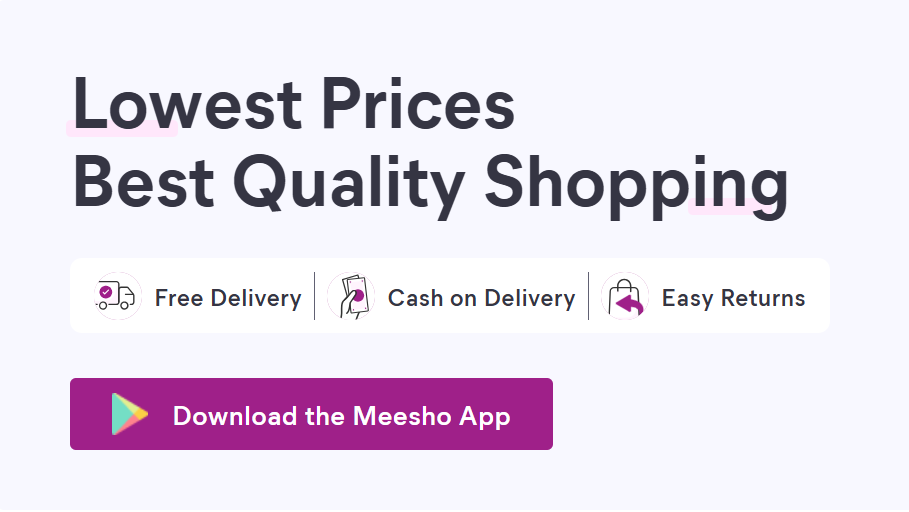 Lowest Prices
Best Quality Shopping
Free Delivery Cash on Delivery Easy Returns
Download the Meesho App